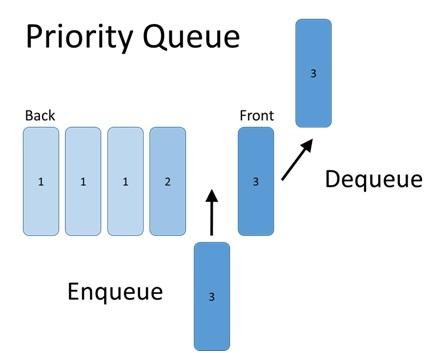 Priority Queue
3
Back
Front
1 1 1 2 3
Dequeue
Enqueue
3